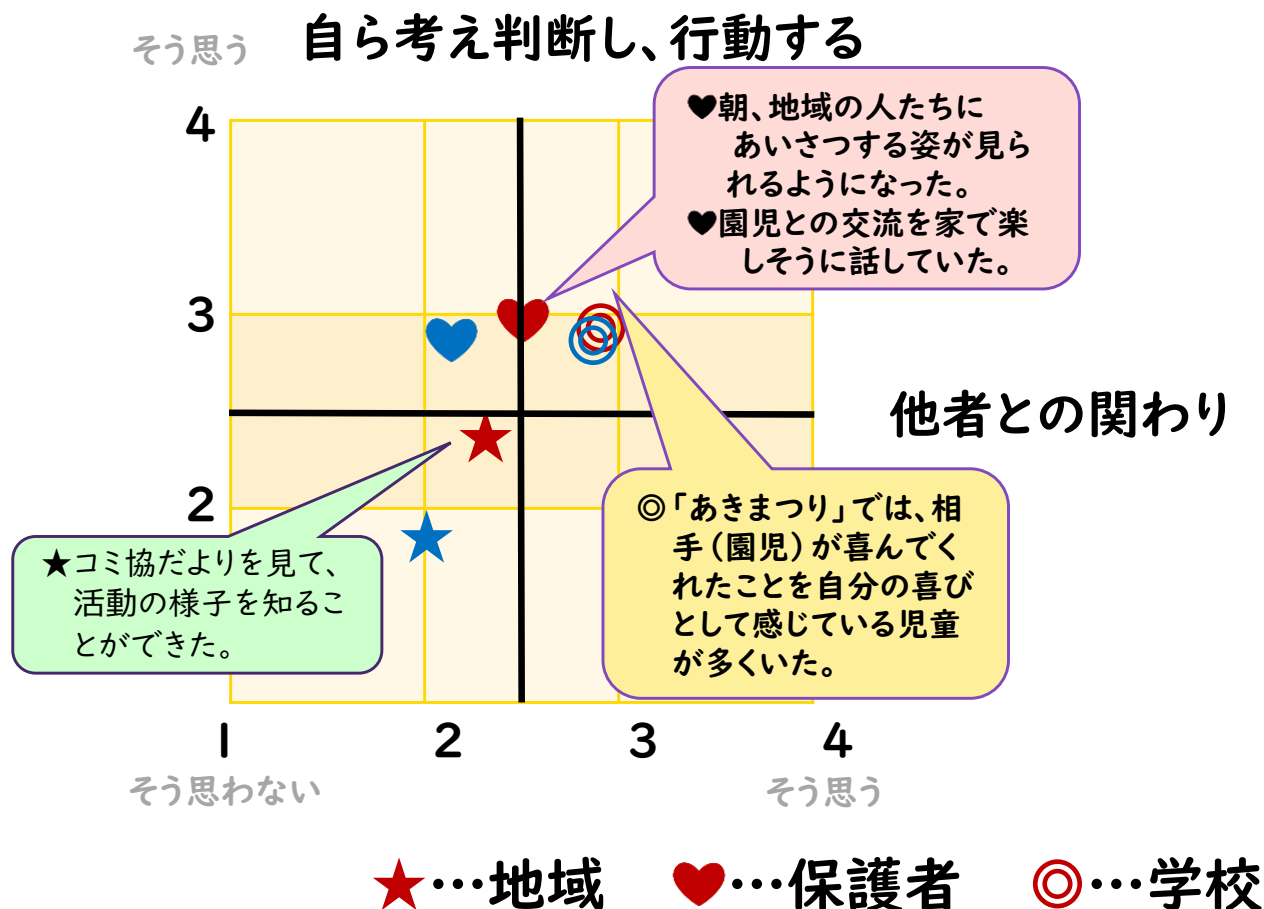 自ら考え判断し、行動する
そう思う
4
3
2
♥朝、地域の人たちに
あいさつする姿が見ら
れるようになった。
♥園児との交流を家で楽
しそうに話していた。
他者との関わり
★コミ協だよりを見て、
活動の様子を知るこ
とができた。
◎「あきまつり」では、相
手(園児)が喜んでく
れたことを自分の喜び
として感じている児童
が多くいた。
1 2 3 4
そう思わない
そう思う
★…地域 ♥…保護者 ◎…学校